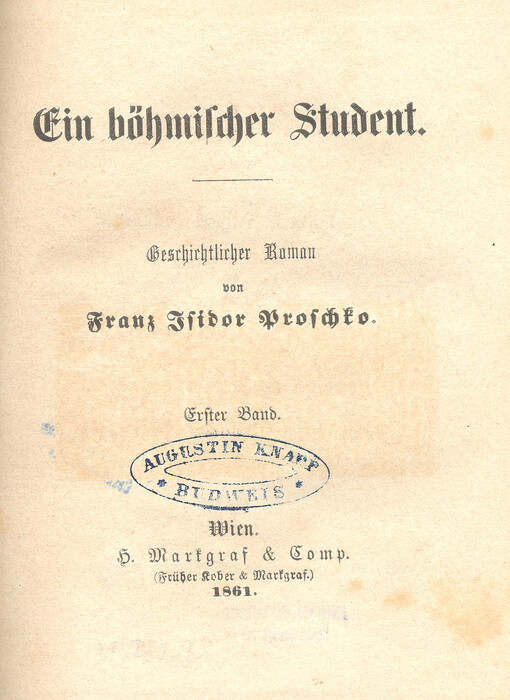 Ein böhmiſcher Student.
Geschichtlicher Roman
von
Franz Iſidor Proſchko.
Erſter Band.
AUGUSTIN KNAPP
* BUDWEIS *
Wien.
H. Markgraf & Comp.
(Früher Kober & Markgraf.)
1861.